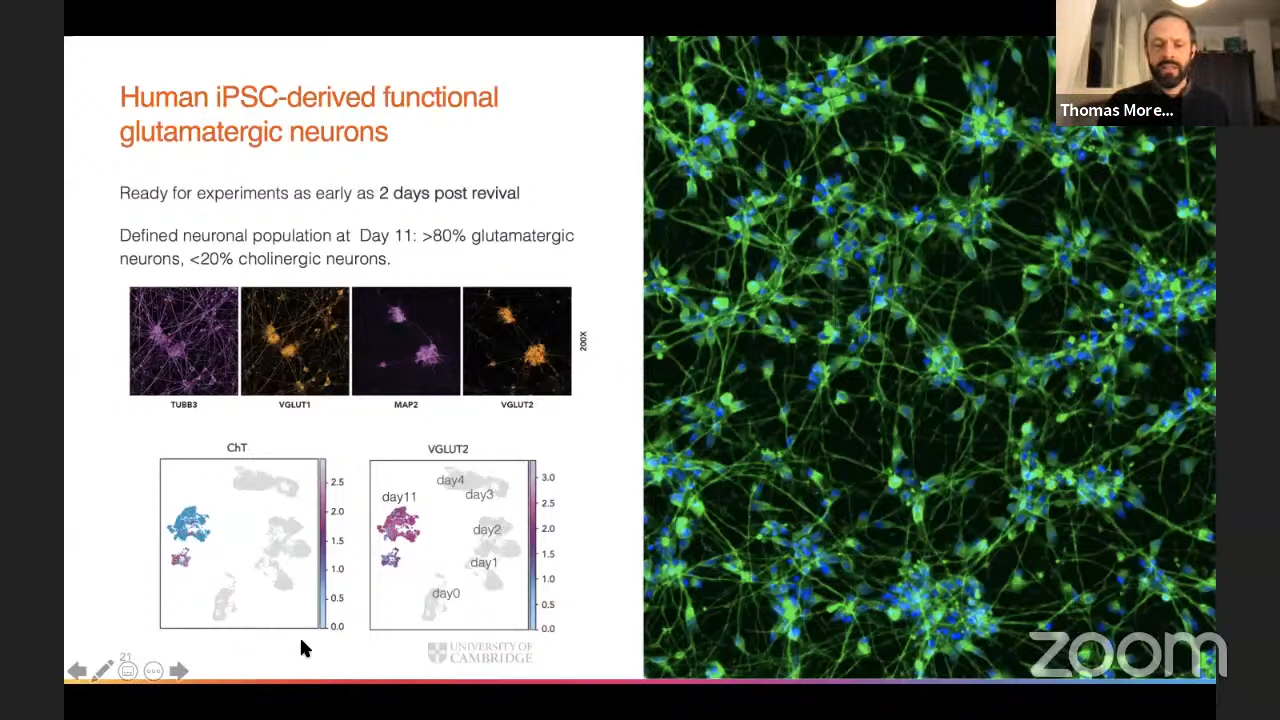 Human iPSC-derived functional
glutamatergic neurons
Ready for experiments as early as 2 days post revival
Defined neuronal population at Day 11: >80% glutamatergic
neurons, <20% cholinergic neurons.
200X
TUBB3 VGLUT1 MAP2 VGLUT2
ChT
2.5
2.0
1.5
1.0
0.5
0.0
VGLUT2
day4
day11
day3
day2
day1
day0
3.0
2.5
2.0
1.5
1.0
0.5
0.0
UNIVERSITY OF
CAMBRIDGE
21
Thomas More...
zoom